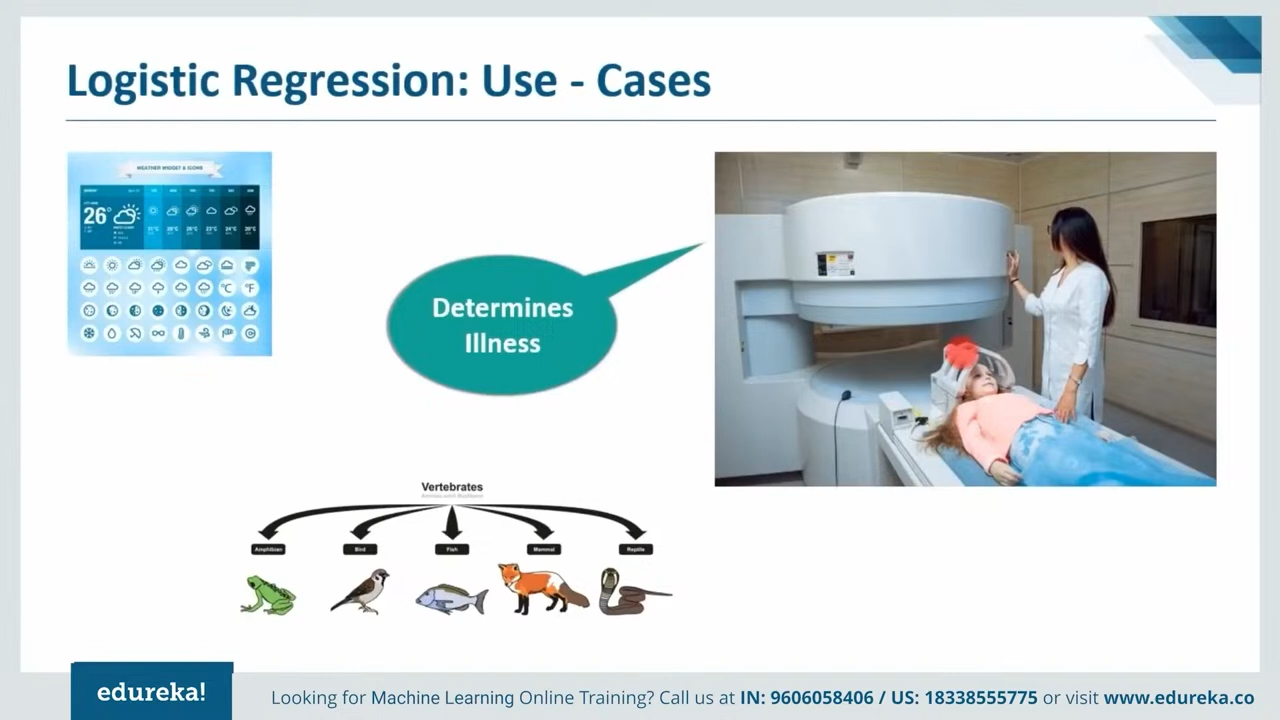 Logistic Regression: Use - Cases
WEATHER WIDGET & ICONS
26°
Determines
Illness
Vertebrates
Amphibian
Bird
Fish
Mammal
Reptile
edureka!
Looking for Machine Learning Online Training? Call us at IN: 9606058406 / US: 18338555775 or visit www.edureka.co